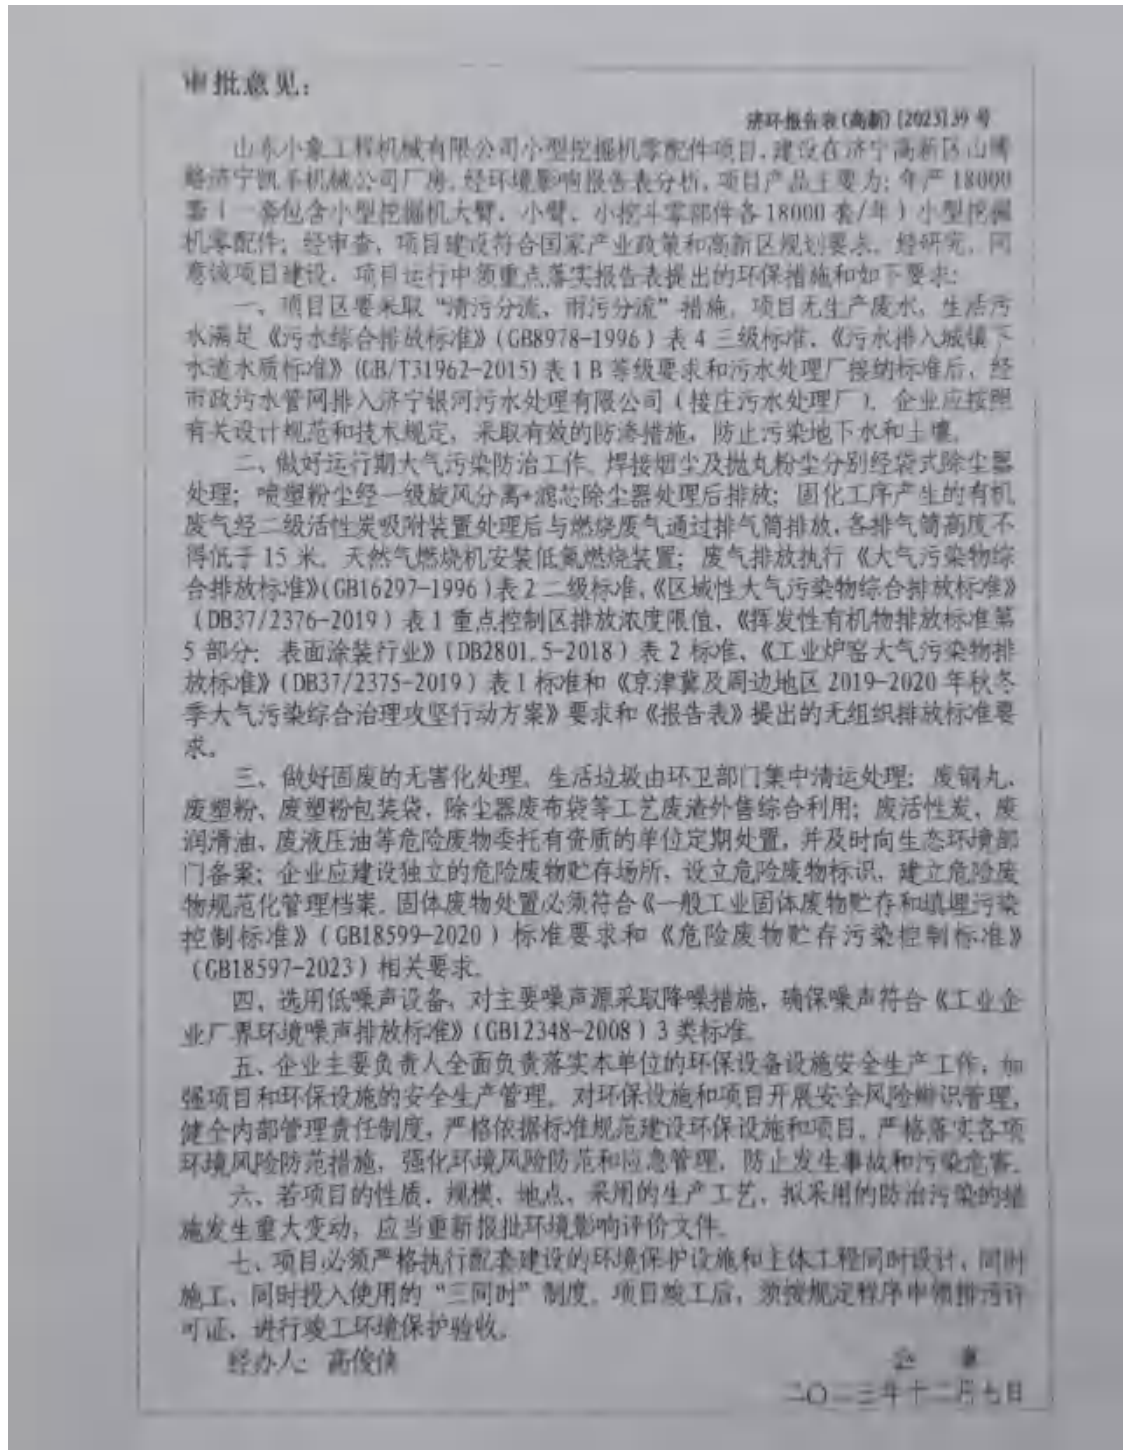 审批意见：
济环报告表(高新)[2023]39号
山东小象工程机械有限公司小型挖掘机零配件项目，建设在济宁高新区山博
路济宁凯禾机械公司厂房，经环境影响报告表分析，项目产品主要为：年产18000
套（一套包含小型挖掘机大臂、小臂、小挖斗零部件各18000套/年）小型挖掘
机零配件；经审查，项目建设符合国家产业政策和高新区规划要求，经研究，同
意该项目建设，项目运行中须重点落实报告表提出的环保措施和如下要求：
一、项目区要采取“清污分流、雨污分流”措施，项目无生产废水，生活污
水满足《污水综合排放标准》(GB8978-1996)表4三级标准，《污水排入城镇下
水道水质标准》(GB/T31962-2015)表1B等级要求和污水处理厂接纳标准后，经
市政污水管网排入济宁银河污水处理有限公司（接庄污水处理厂）。企业应按照
有关设计规范和技术规定，采取有效的防渗措施，防止污染地下水和土壤。
二、做好运行期大气污染防治工作。焊接烟尘及抛丸粉尘分别经袋式除尘器
处理；喷塑粉尘经一级旋风分离+滤芯除尘器处理后排放；固化工序产生的有机
废气经二级活性炭吸附装置处理后与燃烧废气通过排气筒排放，各排气筒高度不
得低于15米。天然气燃烧机安装低氮燃烧装置；废气排放执行《大气污染物综
合排放标准》(GB16297-1996)表2二级标准、《区域性大气污染物综合排放标准》
（DB37/2376-2019）表1重点控制区排放浓度限值、《挥发性有机物排放标准第
5部分：表面涂装行业》(DB2801.5-2018)表2标准、《工业炉窑大气污染物排
放标准》(DB37/2375-2019)表1标准和《京津冀及周边地区2019-2020年秋冬
季大气污染综合治理攻坚行动方案》要求和《报告表》提出的无组织排放标准要
求。
三、做好固废的无害化处理。生活垃圾由环卫部门集中清运处理；废钢丸、
废塑粉、废塑粉包装袋、除尘器废布袋等工艺废渣外售综合利用；废活性炭、废
润滑油、废液压油等危险废物委托有资质的单位定期处置，并及时向生态环境部
门备案；企业应建设独立的危险废物贮存场所，设立危险废物标识，建立危险废
物规范化管理档案。固体废物处置必须符合《一般工业固体废物贮存和填埋污染
控制标准》（GB18599-2020）标准要求和《危险废物贮存污染控制标准》
（GB18597-2023）相关要求。
四、选用低噪声设备，对主要噪声源采取降噪措施，确保噪声符合《工业企
业厂界环境噪声排放标准》(GB12348-2008)3类标准。
五、企业主要负责人全面负责落实本单位的环保设备设施安全生产工作，加
强项目和环保设施的安全生产管理。对环保设施和项目开展安全风险辨识管理，
健全内部管理责任制度，严格依据标准规范建设环保设施和项目。严格落实各项
环境风险防范措施，强化环境风险防范和应急管理，防止发生事故和污染危害。
六、若项目的性质、规模、地点、采用的生产工艺、拟采用的防治污染的措
施发生重大变动，应当重新报批环境影响评价文件。
七、项目必须严格执行配套建设的环境保护设施和主体工程同时设计、同时
施工、同时投入使用的“三同时”制度。项目竣工后，须按规定程序申领排污许
可证，进行竣工环境保护验收。
经办人：高俊侠
公 章
二〇二三年十二月七日